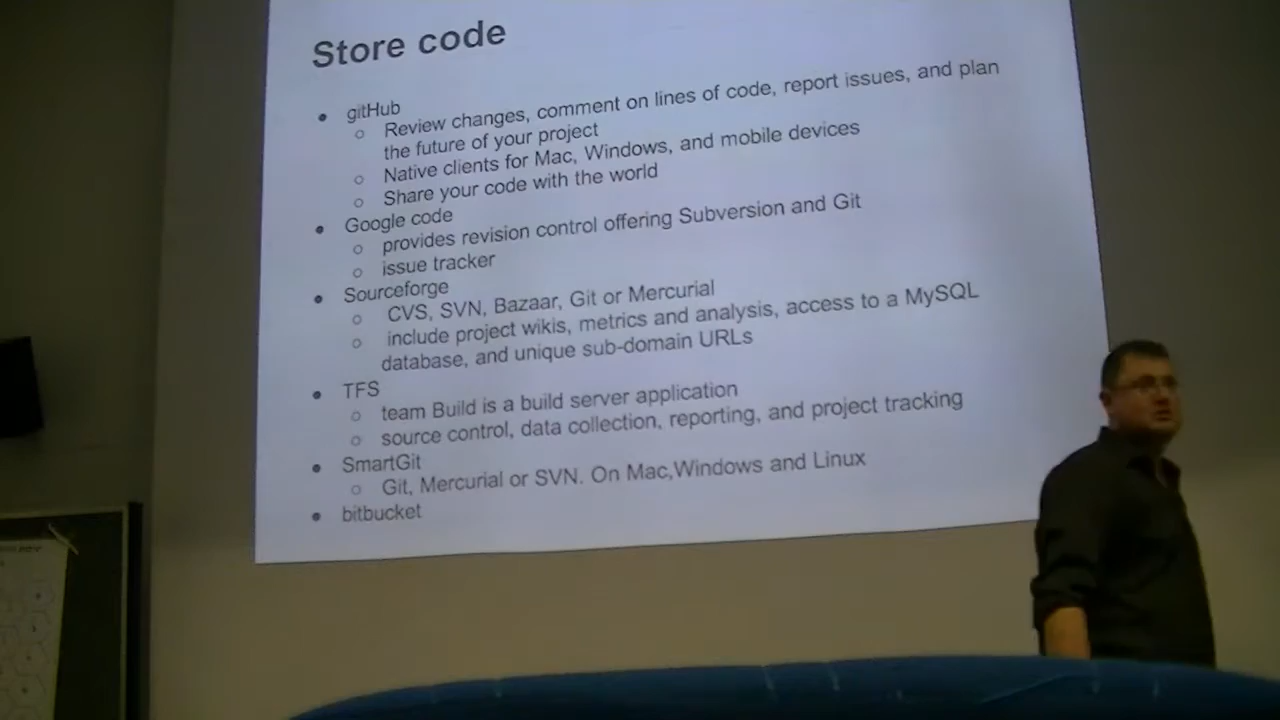 Store code
gitHub
Review changes, comment on lines of code, report issues, and plan
the future of your project
Native clients for Mac, Windows, and mobile devices
Share your code with the world
Google code
provides revision control offering Subversion and Git
issue tracker
Sourceforge
CVS, SVN, Bazaar, Git or Mercurial
include project wikis, metrics and analysis, access to a MySQL
database, and unique sub-domain URLs
TFS
team Build is a build server application
source control, data collection, reporting, and project tracking
SmartGit
Git, Mercurial or SVN. On Mac,Windows and Linux
bitbucket